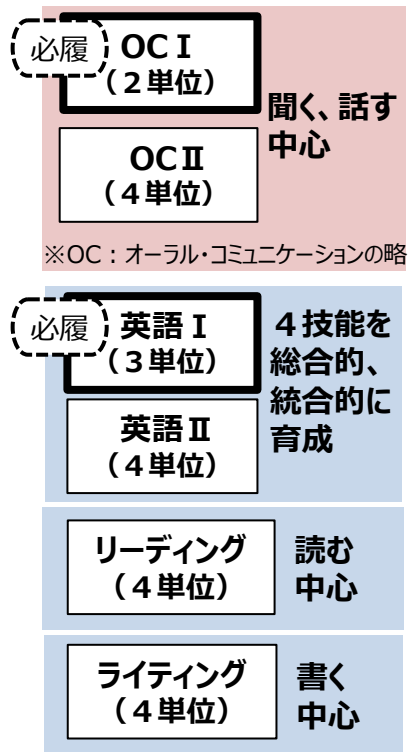 必履
OCⅠ
（２単位）
聞く、話す
中心
OCⅡ
（４単位）
※OC：オーラル・コミュニケーションの略
必履
英語Ⅰ
（３単位）
４技能を
総合的、
統合的に
育成
英語Ⅱ
（４単位）
リーディング
（４単位）
読む
中心
ライティング
（４単位）
書く
中心